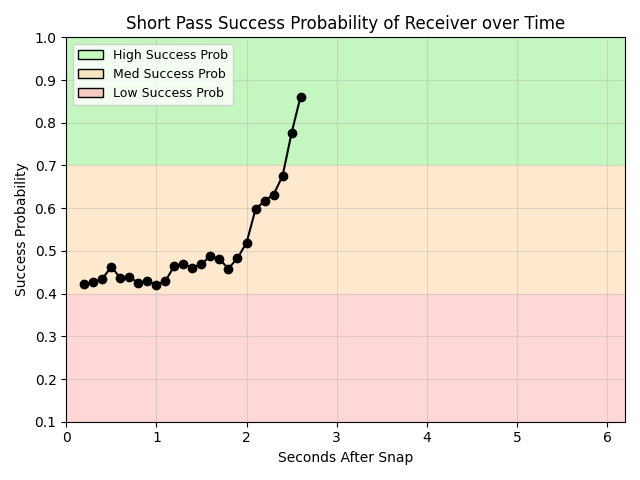 Short Pass Success Probability of Receiver over Time
High Success Prob
Med Success Prob
Low Success Prob
Success Probability
1.0
0.9
0.8
0.7
0.6
0.5
0.4
0.3
0.2
0.1
0 1 2 3 4 5 6
Seconds After Snap